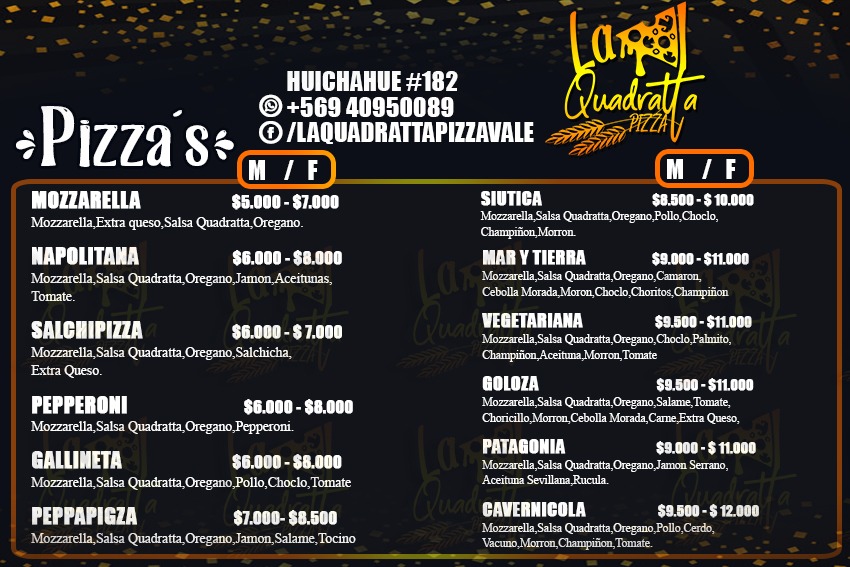 La
Quadratta
PIZZA
HUICHAHUE #182
+569 40950089
/LAQUADRATTAPIZZAVALE
Pizza´s
M / F
MOZZARELLA $5.000 - $7.000
Mozzarella,Extra queso,Salsa Quadratta,Oregano.
NAPOLITANA $6.000 - $8.000
Mozzarella,Salsa Quadratta,Oregano,Jamon,Aceitunas,
Tomate.
SALCHIPIZZA $6.000 - $ 7.000
Mozzarella,Salsa Quadratta,Oregano,Salchicha,
Extra Queso.
PEPPERONI $6.000 - $8.000
Mozzarella,Salsa Quadratta,Oregano,Pepperoni.
GALLINETA $6.000 - $8.000
Mozzarella,Salsa Quadratta,Oregano,Pollo,Choclo,Tomate
PEPPAPIGZA $7.000- $8.500
Mozzarella,Salsa Quadratta,Oregano,Jamon,Salame,Tocino
M / F
SIUTICA $8.500 - $ 10.000
Mozzarella,Salsa Quadratta,Oregano,Pollo,Choclo,
Champiñon,Morron.
MAR Y TIERRA $9.000 - $11.000
Mozzarella,Salsa Quadratta,Oregano,Camaron,
Cebolla Morada,Moron,Choclo,Choritos,Champiñon
VEGETARIANA $9.500 - $11.000
Mozzarella,Salsa Quadratta,Oregano,Choclo,Palmito,
Champiñon,Aceituna,Morron,Tomate
GOLOZA $9.500 - $11.000
Mozzarella,Salsa Quadratta,Oregano,Salame,Tomate,
Choricillo,Morron,Cebolla Morada,Carne,Extra Queso,
PATAGONIA $9.000 - $ 11.000
Mozzarella,Salsa Quadratta,Oregano,Jamon Serrano,
Aceituna Sevillana,Rucula.
CAVERNICOLA $9.500 - $ 12.000
Mozzarella,Salsa Quadratta,Oregano,Pollo,Cerdo,
Vacuno,Morron,Champiñon,Tomate.